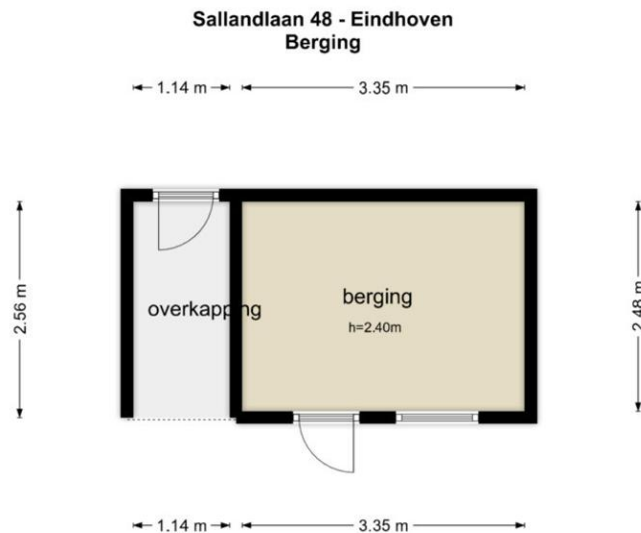 Sallandlaan 48 - Eindhoven
Berging
1.14 m
3.35 m
2.56 m
2.48 m
overkapping
berging
h=2.40m
1.14 m
3.35 m